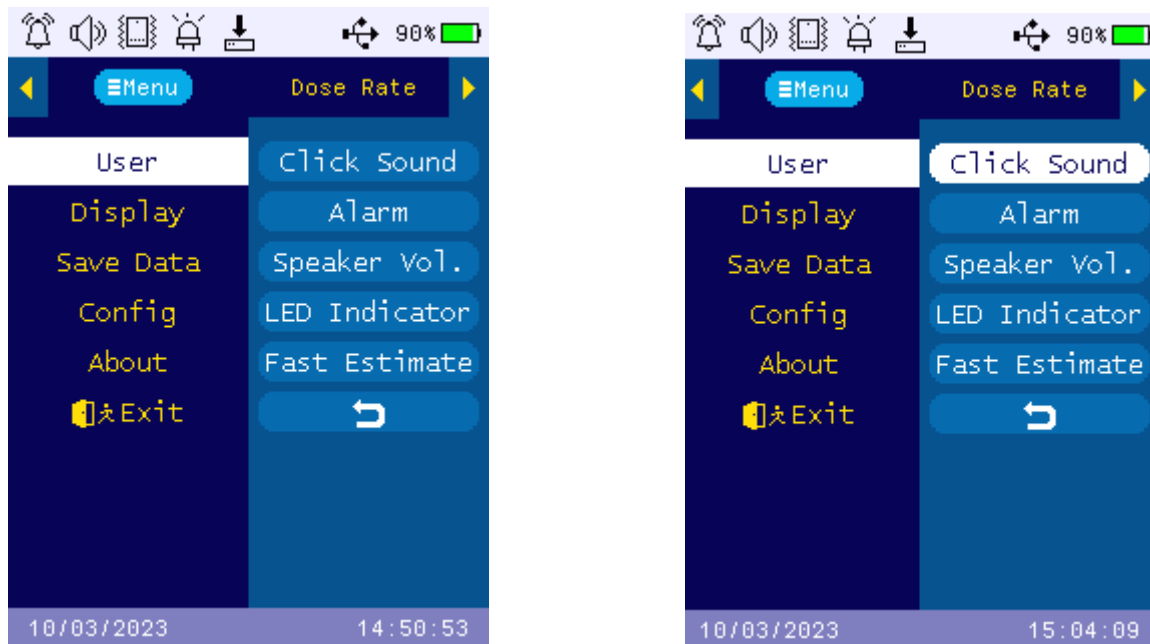 90%
Menu Dose Rate
User Click Sound
Display Alarm
Save Data Speaker Vol.
Config LED Indicator
About Fast Estimate
Exit
10/03/2023 14:50:53
90%
Menu Dose Rate
User Click Sound
Display Alarm
Save Data Speaker Vol.
Config LED Indicator
About Fast Estimate
Exit
10/03/2023 15:04:09